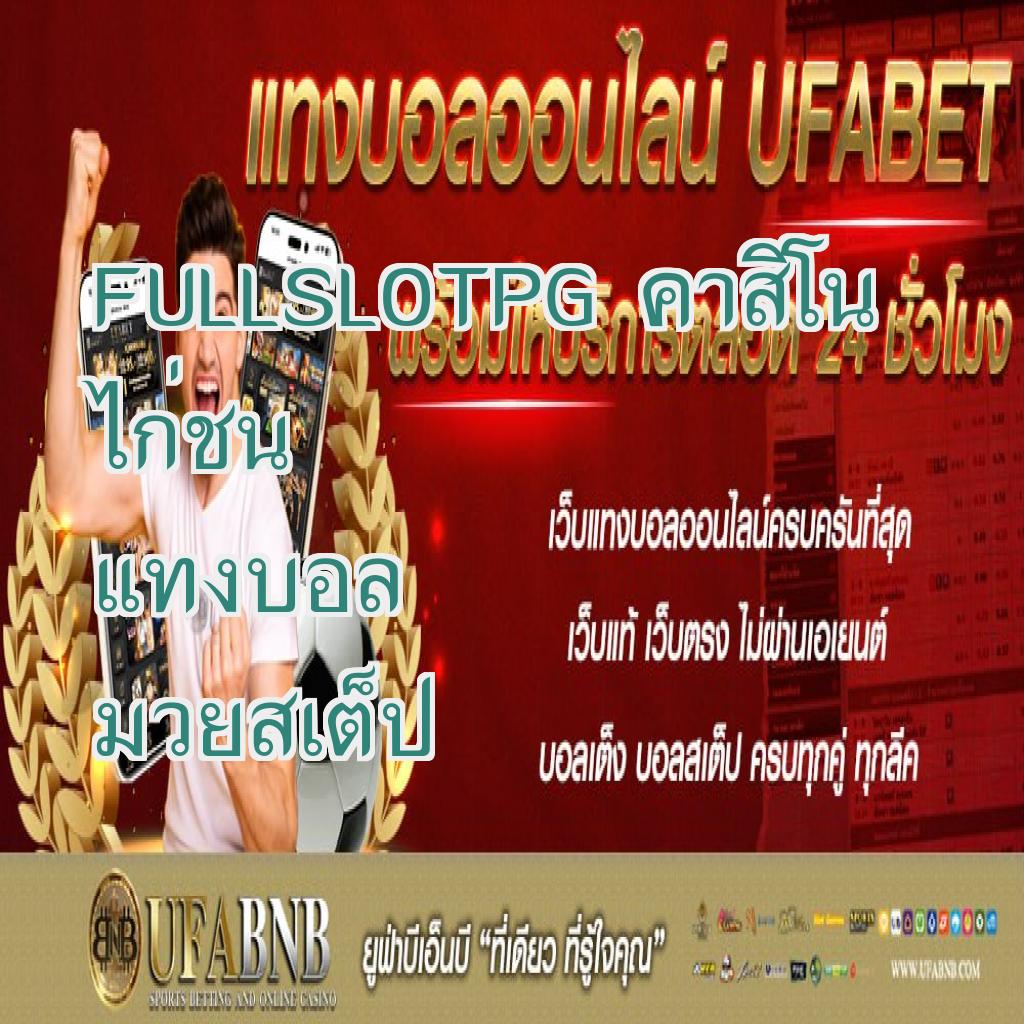 แทงบอลออนไลน์ UFABET
FULLSLOTPG คาสิโน
พร้อมให้บริการตลอด 24 ชั่วโมง
ไก่ชน
แทงบอล
มวยสเต็ป
เว็บแทงบอลออนไลน์ครบครันที่สุด
เว็บแท้ เว็บตรง ไม่ผ่านเอเยนต์
บอลเต็ง บอลสเต็ป ครบทุกคู่ ทุกลีค
UFABNB
SPORTS BETTING AND ONLINE CASINO
ยูฟ่าบีเอ็นบี “ที่เดียว ที่รู้ใจคุณ”
WWW.UFABNB.COM